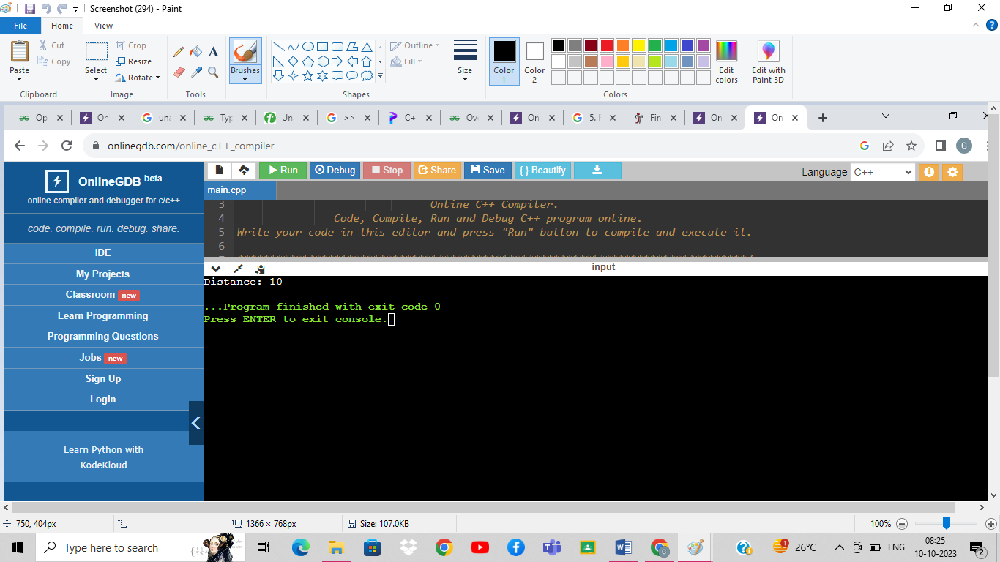 Screenshot (294) - Paint
File Home View
Paste
Cut
Copy
Clipboard
Select
Crop
Resize
Rotate
Image
A
Tools
Brushes
Shapes
Outline
Fill
Size
Color 1
Color 2
Colors
Edit colors
Edit with Paint 3D
Op
On
una
Typ
Un
>>
C+
Ove
On
5. F
Fin
On
On
onlinegdb.com/online_c++_compiler
G
OnlineGDB beta
online compiler and debugger for c/c++
code. compile. run. debug. share.
IDE
My Projects
Classroom new
Learn Programming
Programming Questions
Jobs new
Sign Up
Login
Learn Python with
KodeKloud
Run Debug Stop Share Save { } Beautify
Language C++
main.cpp
3 Online C++ Compiler.
4 Code, Compile, Run and Debug C++ program online.
5 Write your code in this editor and press "Run" button to compile and execute it.
6
input
Distance: 10
...Program finished with exit code 0
Press ENTER to exit console.
750, 404px
1366 × 768px
Size: 107.0KB
100%
Type here to search
1
26°C
ENG
08:25
10-10-2023
2